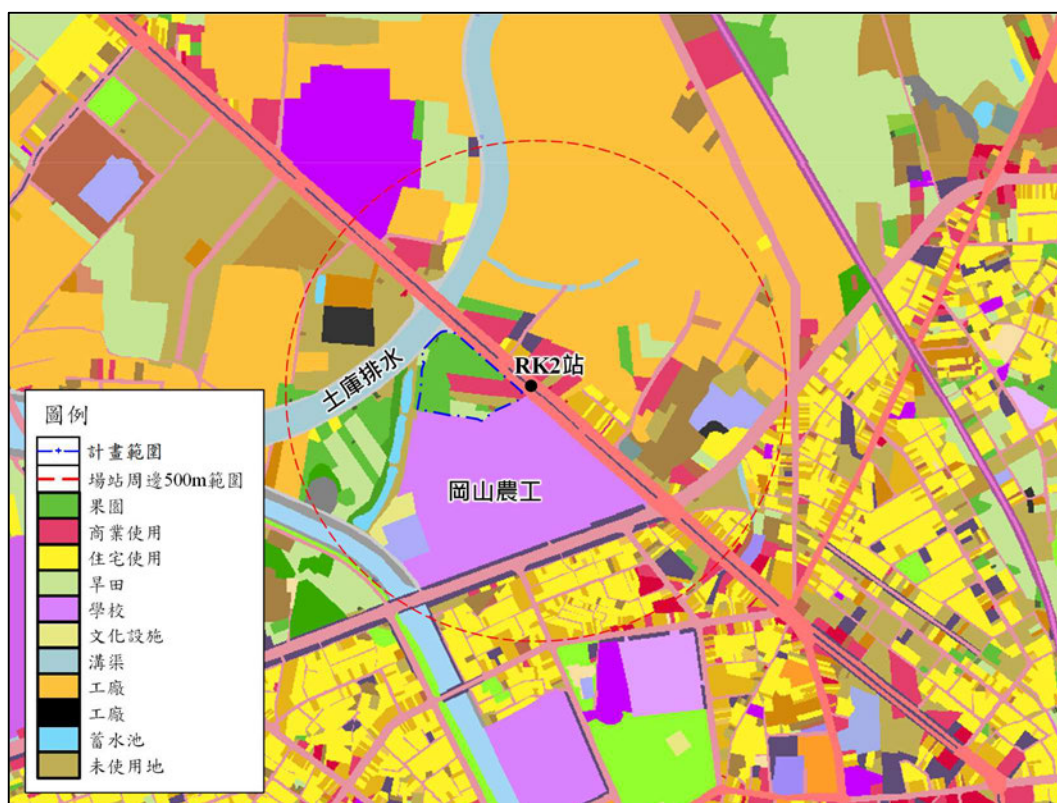 RK2站
土庫排水
岡山農工
圖例
計畫範圍
場站周邊500m範圍
果園
商業使用
住宅使用
旱田
學校
文化設施
溝渠
工廠
工廠
蓄水池
未使用地